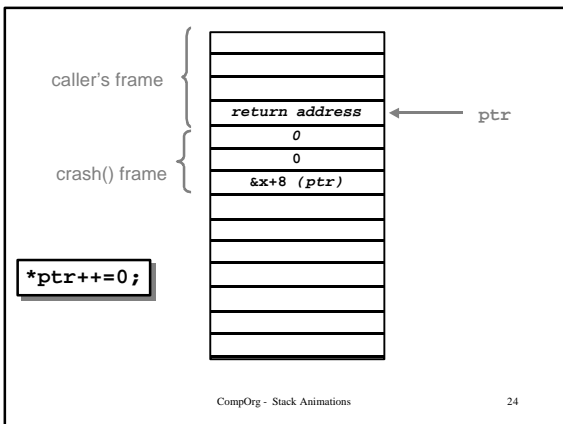 caller's frame
return address
ptr
0
crash() frame
0
&x+8 (ptr)
*ptr++=0;
CompOrg - Stack Animations
24